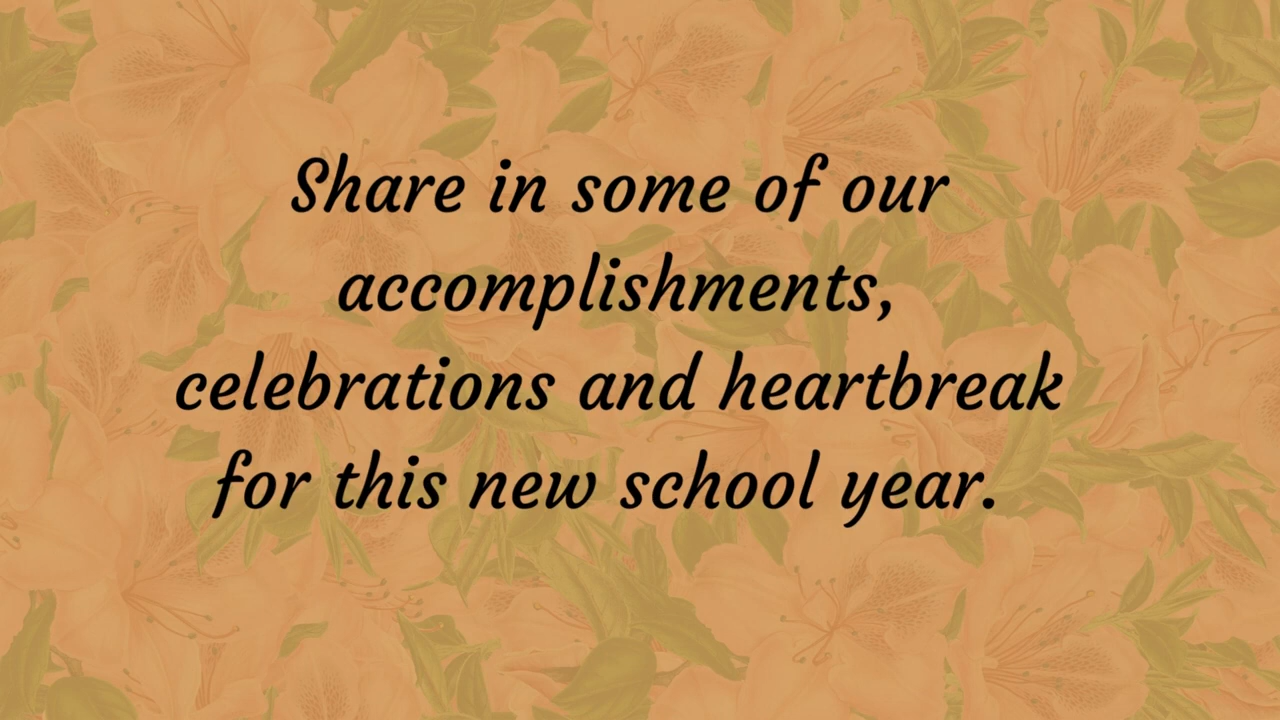 Share in some of our
accomplishments,
celebrations and heartbreak
for this new school year.